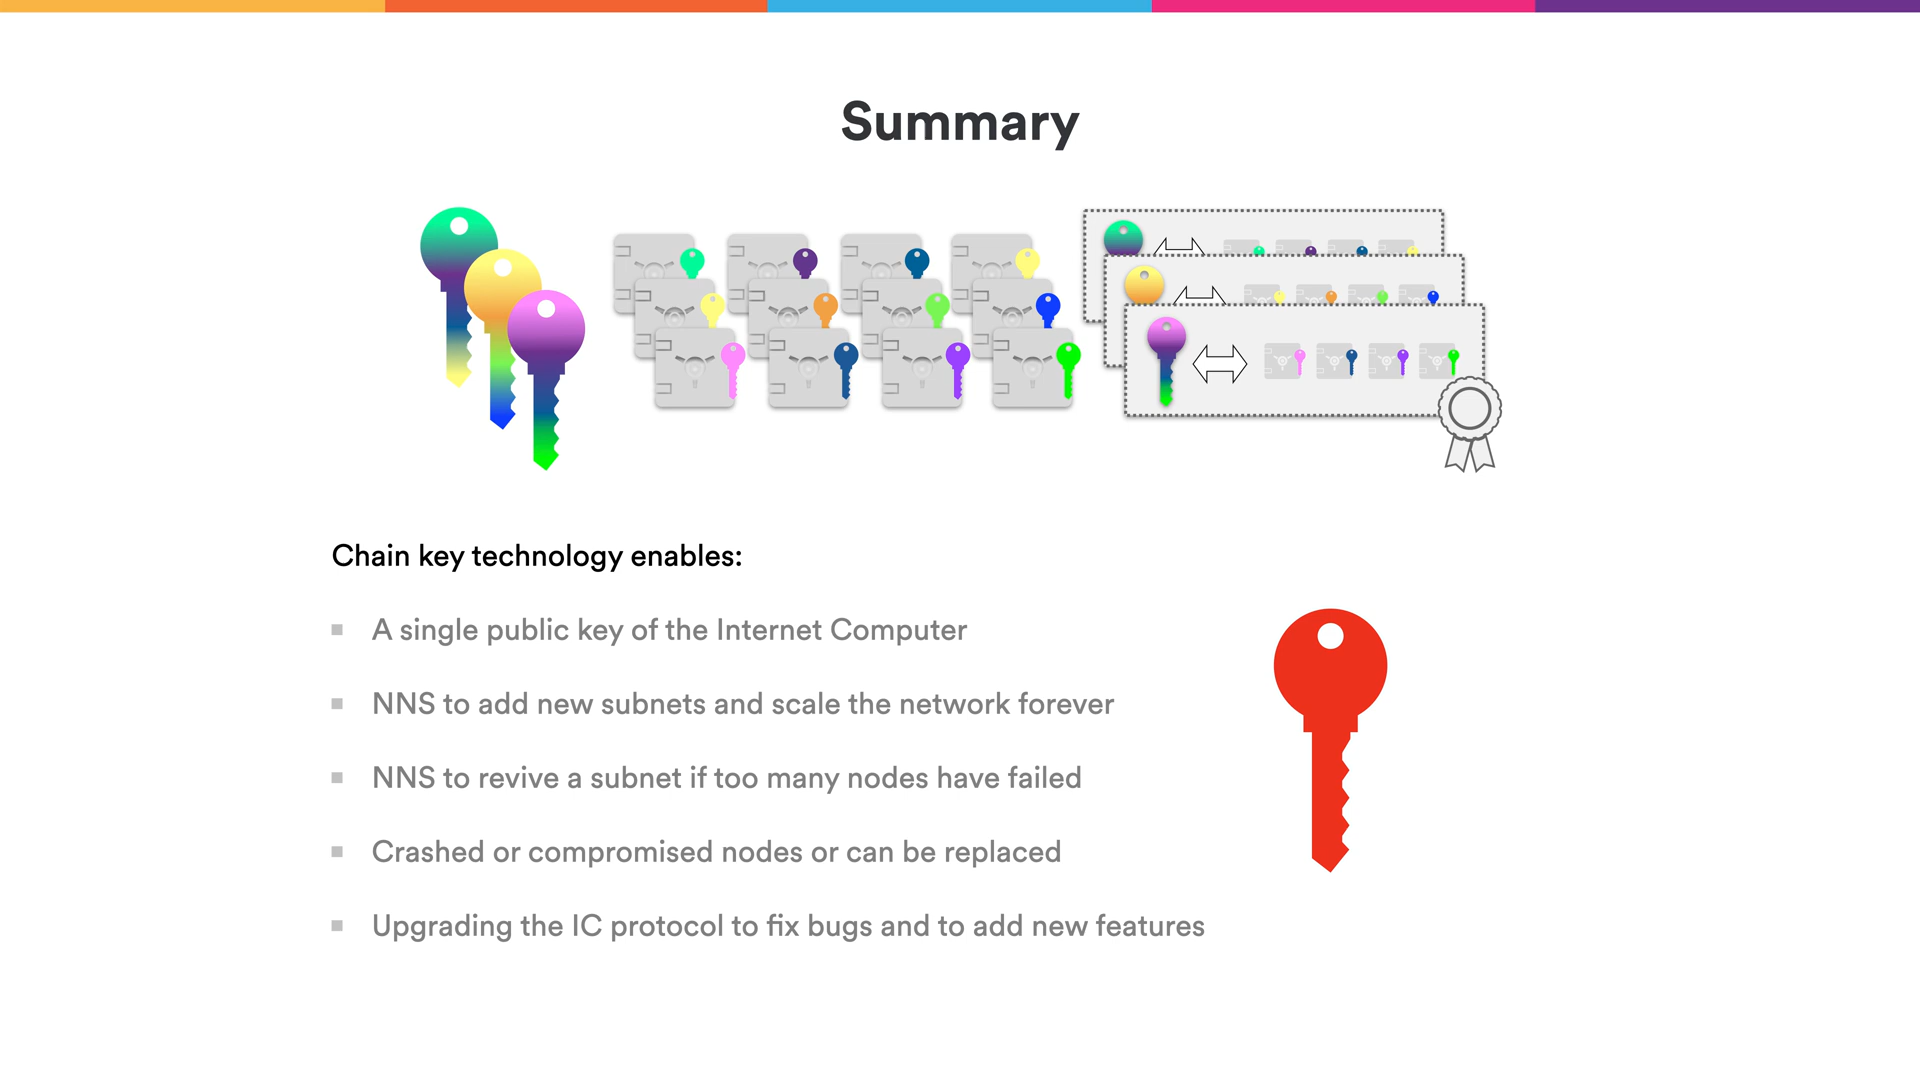 Summary
Chain key technology enables:
A single public key of the Internet Computer
NNS to add new subnets and scale the network forever
NNS to revive a subnet if too many nodes have failed
Crashed or compromised nodes or can be replaced
Upgrading the IC protocol to fix bugs and to add new features